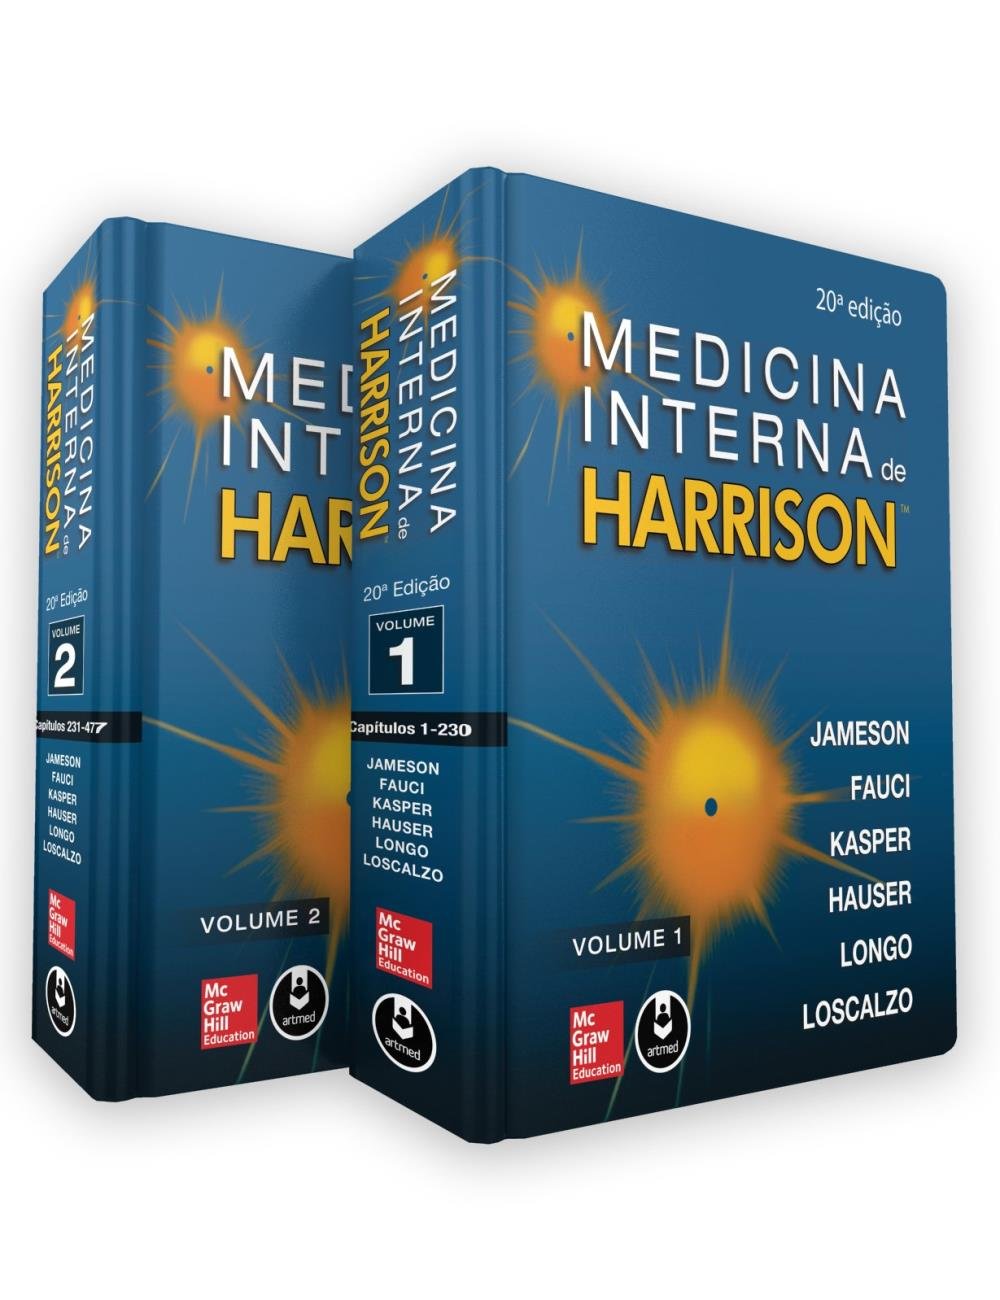 MEDICINA
INTERNA de
HARRISON
20ª Edição
VOLUME
2
Capítulos 231-477
JAMESON
FAUCI
KASPER
HAUSER
LONGO
LOSCALZO
Mc
Graw
Hill
Education
artmed
MED
INT
HAR
VOLUME 2
Mc
Graw
Hill
Education
artmed
MEDICINA
INTERNA de
HARRISON
20ª Edição
VOLUME
1
Capítulos 1-230
JAMESON
FAUCI
KASPER
HAUSER
LONGO
LOSCALZO
Mc
Graw
Hill
Education
artmed
20ª edição
MEDICINA
INTERNA de
HARRISON™
JAMESON
FAUCI
KASPER
HAUSER
LONGO
LOSCALZO
VOLUME 1
Mc
Graw
Hill
Education
artmed